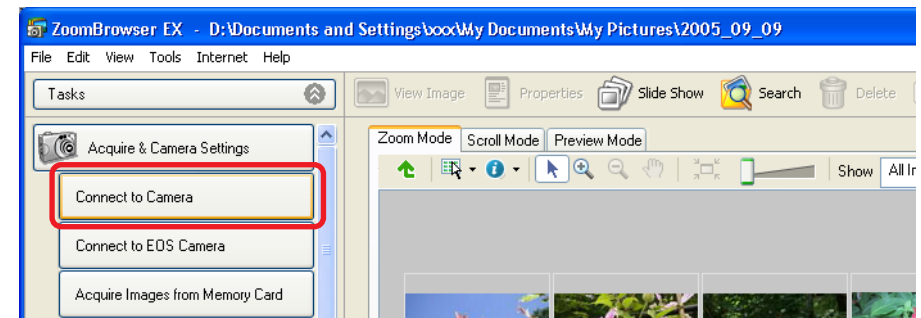 ZoomBrowser EX - D:\Documents and Settings\xxx\My Documents\My Pictures\2005_09_09
File Edit View Tools Internet Help
Tasks
View Image Properties Slide Show Search Delete
Acquire & Camera Settings
Zoom Mode Scroll Mode Preview Mode
Show All
Connect to Camera
Connect to EOS Camera
Acquire Images from Memory Card